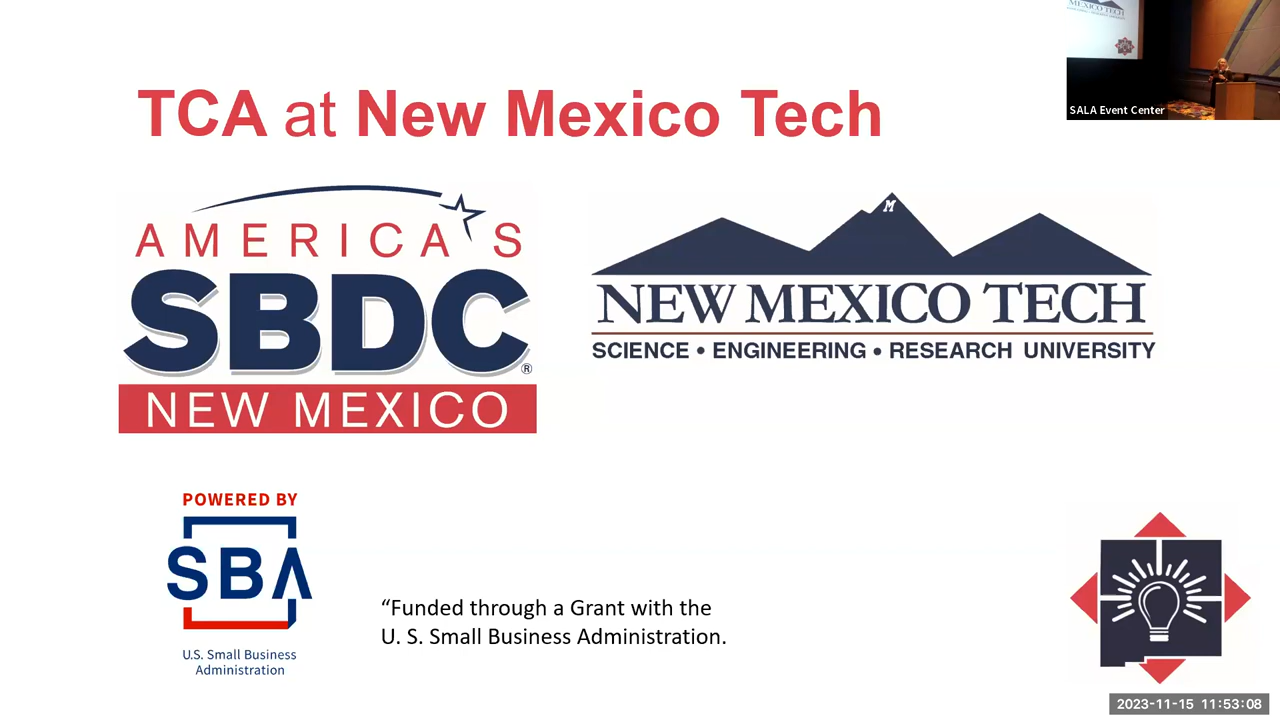 TCA at New Mexico Tech
AMERICA'S
SBDC®
NEW MEXICO
M
NEW MEXICO TECH
SCIENCE • ENGINEERING • RESEARCH UNIVERSITY
POWERED BY
SBA
U.S. Small Business
Administration
“Funded through a Grant with the
U. S. Small Business Administration.
MEXICO TECH
SALA Event Center
2023-11-15 11:53:08